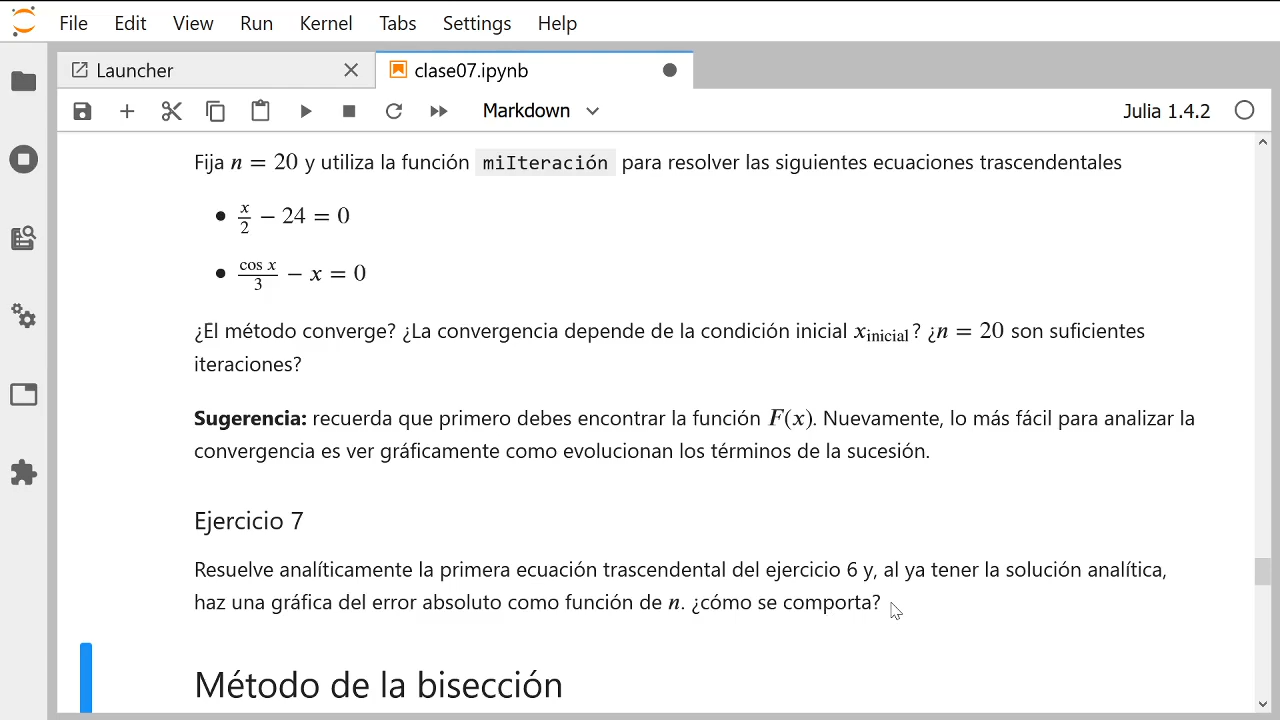 File Edit View Run Kernel Tabs Settings Help
Launcher clase07.ipynb
Markdown Julia 1.4.2
Fija n = 20 y utiliza la función miIteración para resolver las siguientes ecuaciones trascendentales
• x/2 − 24 = 0
• cos x/3 − x = 0
¿El método converge? ¿La convergencia depende de la condición inicial x_inicial? ¿n = 20 son suficientes
iteraciones?
Sugerencia: recuerda que primero debes encontrar la función F(x). Nuevamente, lo más fácil para analizar la
convergencia es ver gráficamente como evolucionan los términos de la sucesión.
Ejercicio 7
Resuelve analíticamente la primera ecuación trascendental del ejercicio 6 y, al ya tener la solución analítica,
haz una gráfica del error absoluto como función de n. ¿cómo se comporta?
Método de la bisección